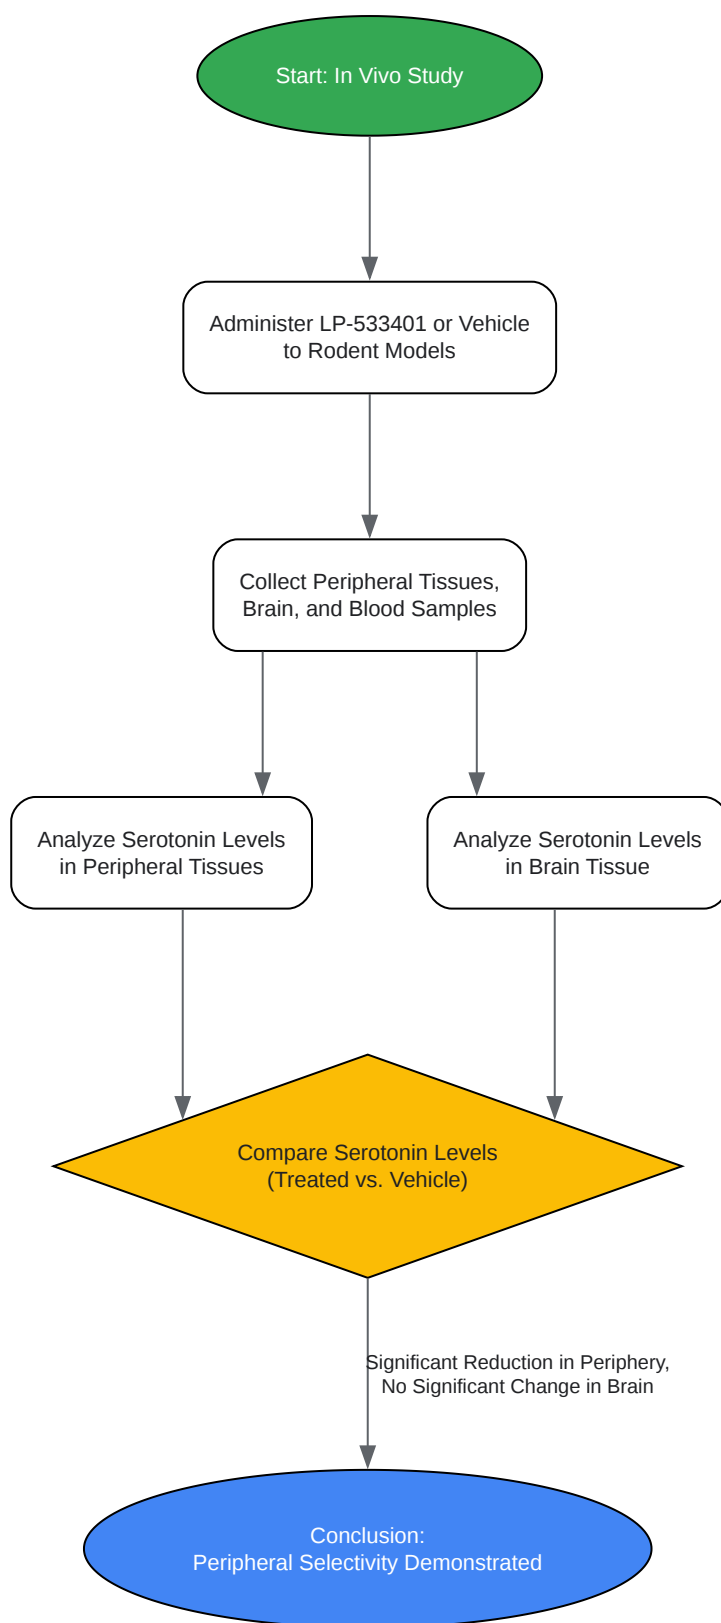 Start: In Vivo Study
Administer LP-533401 or Vehicle
to Rodent Models
Collect Peripheral Tissues,
Brain, and Blood Samples
Analyze Serotonin Levels
in Peripheral Tissues
Analyze Serotonin Levels
in Brain Tissue
Compare Serotonin Levels
(Treated vs. Vehicle)
Significant Reduction in Periphery,
No Significant Change in Brain
Conclusion:
Peripheral Selectivity Demonstrated